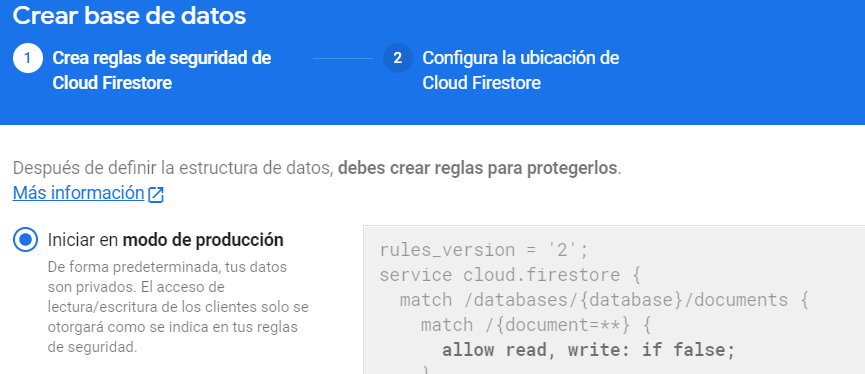 Crear base de datos
1 Crea reglas de seguridad de
Cloud Firestore
2 Configura la ubicación de
Cloud Firestore
Después de definir la estructura de datos, debes crear reglas para protegerlos.
Más información
Iniciar en modo de producción
De forma predeterminada, tus datos
son privados. El acceso de
lectura/escritura de los clientes solo se
otorgará como se indica en tus reglas
de seguridad.
rules_version = '2';
service cloud.firestore {
  match /databases/{database}/documents {
    match /{document=**} {
      allow read, write: if false;
    }